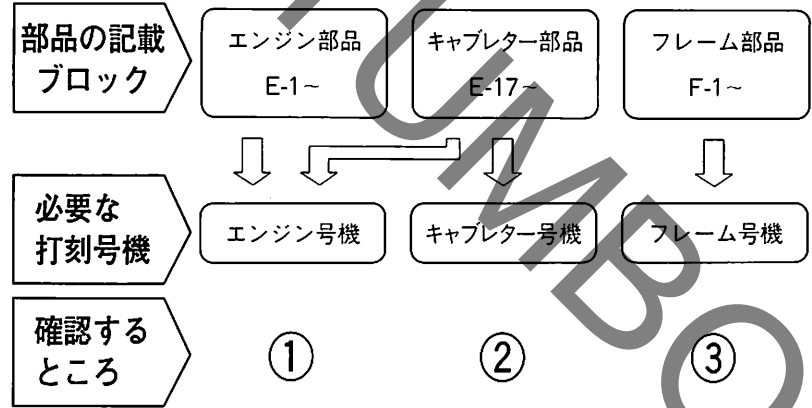 部品の記載
ブロック
エンジン部品
E-1~
キャブレター部品
E-17~
フレーム部品
F-1~
必要な
打刻号機
エンジン号機
キャブレター号機
フレーム号機
確認する
ところ
①
②
③
UMBO